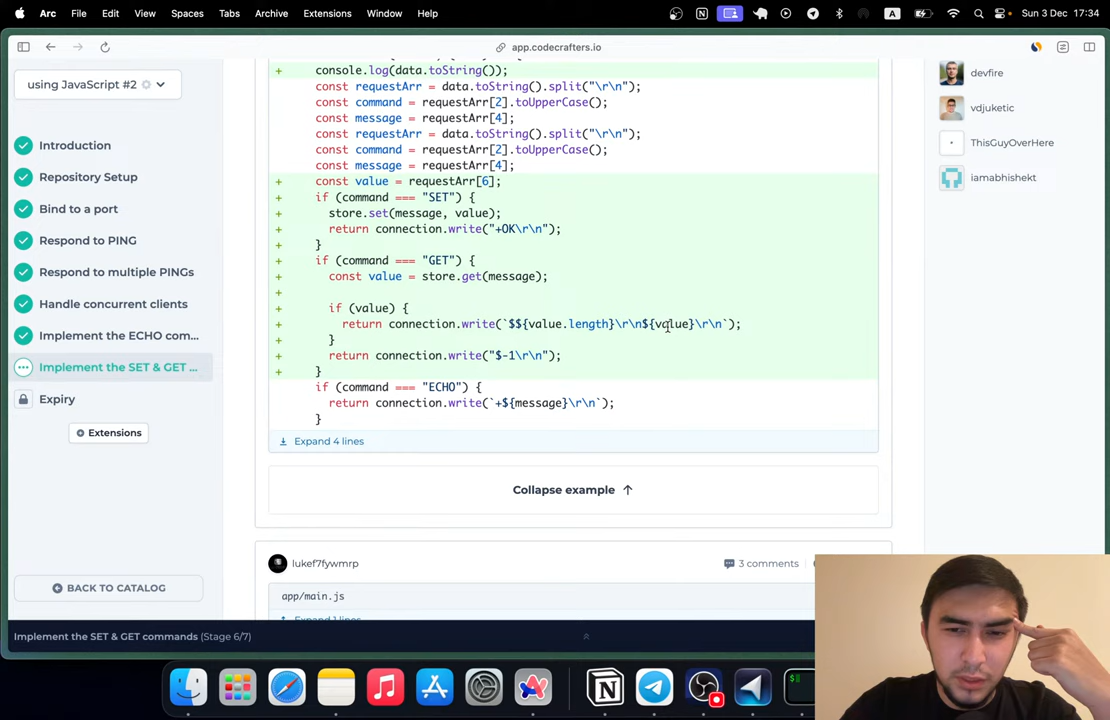 Arc File Edit View Spaces Tabs Archive Extensions Window Help A Sun 3 Dec 17:34
app.codecrafters.io
using JavaScript #2
Introduction
Repository Setup
Bind to a port
Respond to PING
Respond to multiple PINGs
Handle concurrent clients
Implement the ECHO com...
Implement the SET & GET ...
Expiry
Extensions
BACK TO CATALOG
+ console.log(data.toString());
const requestArr = data.toString().split("\r\n");
const command = requestArr[2].toUpperCase();
const message = requestArr[4];
const requestArr = data.toString().split("\r\n");
const command = requestArr[2].toUpperCase();
const message = requestArr[4];
+ const value = requestArr[6];
+ if (command === "SET") {
+ store.set(message, value);
+ return connection.write("+OK\r\n");
+ }
+ if (command === "GET") {
+ const value = store.get(message);
+
+ if (value) {
+ return connection.write(`$${value.length}\r\n${value}\r\n`);
+ }
+ return connection.write("$-1\r\n");
+ }
if (command === "ECHO") {
return connection.write(`+${message}\r\n`);
}
Expand 4 lines
Collapse example ↑
lukef7fywmrp
3 comments
app/main.js
devfire
vdjuketic
ThisGuyOverHere
iamabhishekt
Implement the SET & GET commands (Stage 6/7)